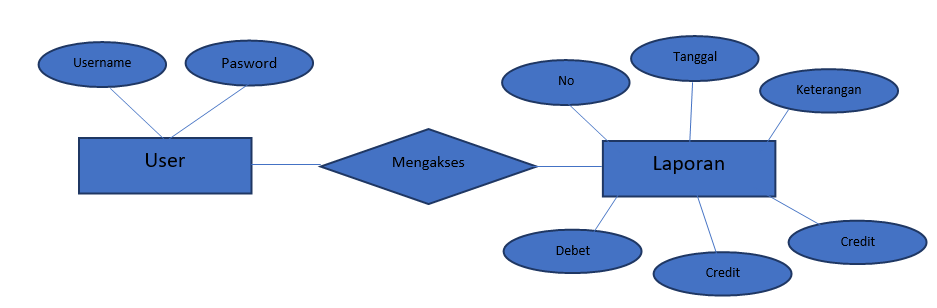 Username
Pasword
User
Mengakses
No
Tanggal
Keterangan
Laporan
Debet
Credit
Credit